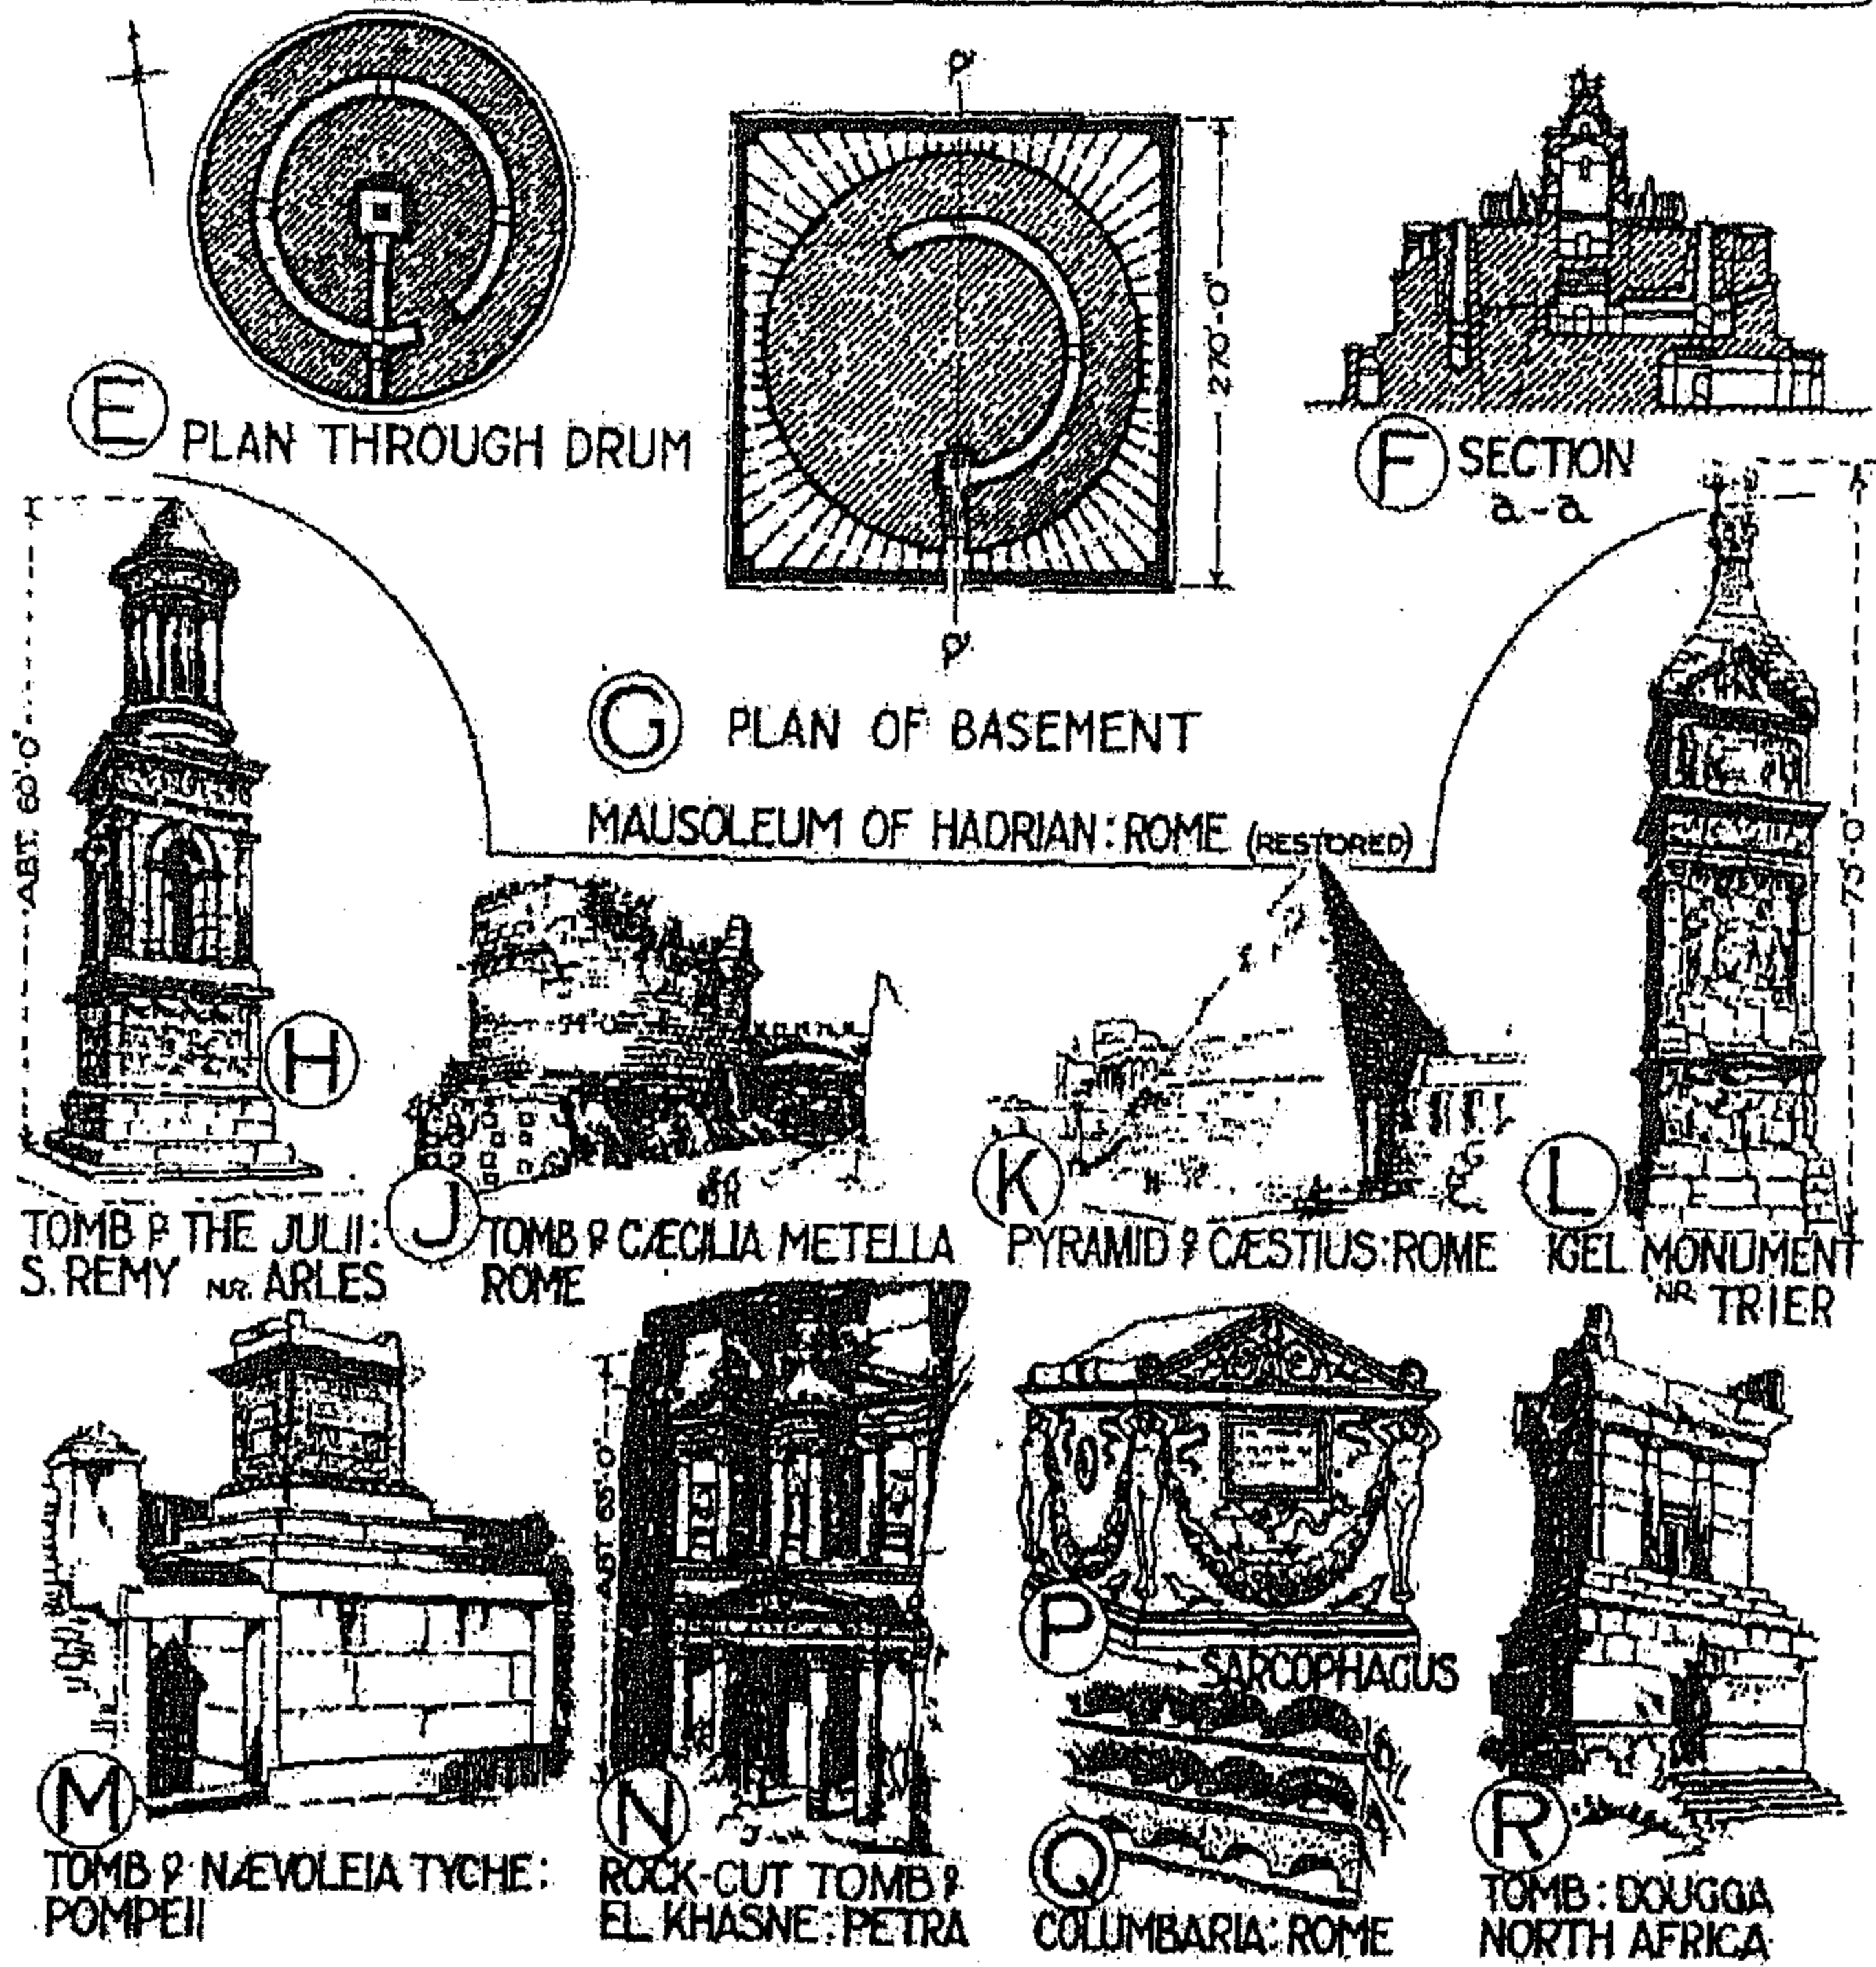 E PLAN THROUGH DRUM
270'-0"
F SECTION
a-a
G PLAN OF BASEMENT
MAUSOLEUM OF HADRIAN: ROME (RESTORED)
ABT. 60'-0"
75'-0"
H
TOMB OF THE JULII:
S. REMY NR. ARLES
J
TOMB OF CÆCILIA METELLA
ROME
K
PYRAMID OF CÆSTIUS: ROME
L
IGEL MONUMENT
NR. TRIER
M
TOMB OF NÆVOLEIA TYCHE:
POMPEII
ABT. 65'-0"
N
ROCK-CUT TOMB OF
EL KHASNE: PETRA
P
SARCOPHAGUS
Q
COLUMBARIA: ROME
R
TOMB: DOUGGA
NORTH AFRICA